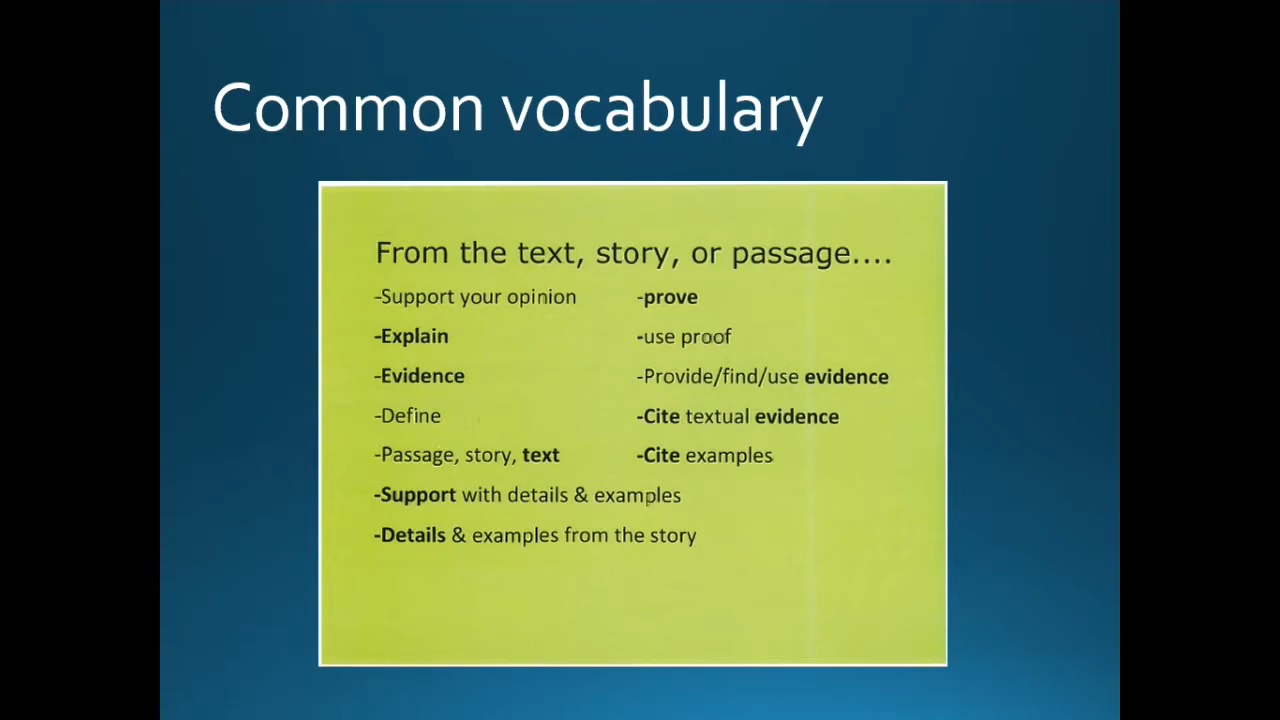 Common vocabulary
From the text, story, or passage....
-Support your opinion -prove
-Explain -use proof
-Evidence -Provide/find/use evidence
-Define -Cite textual evidence
-Passage, story, text -Cite examples
-Support with details & examples
-Details & examples from the story